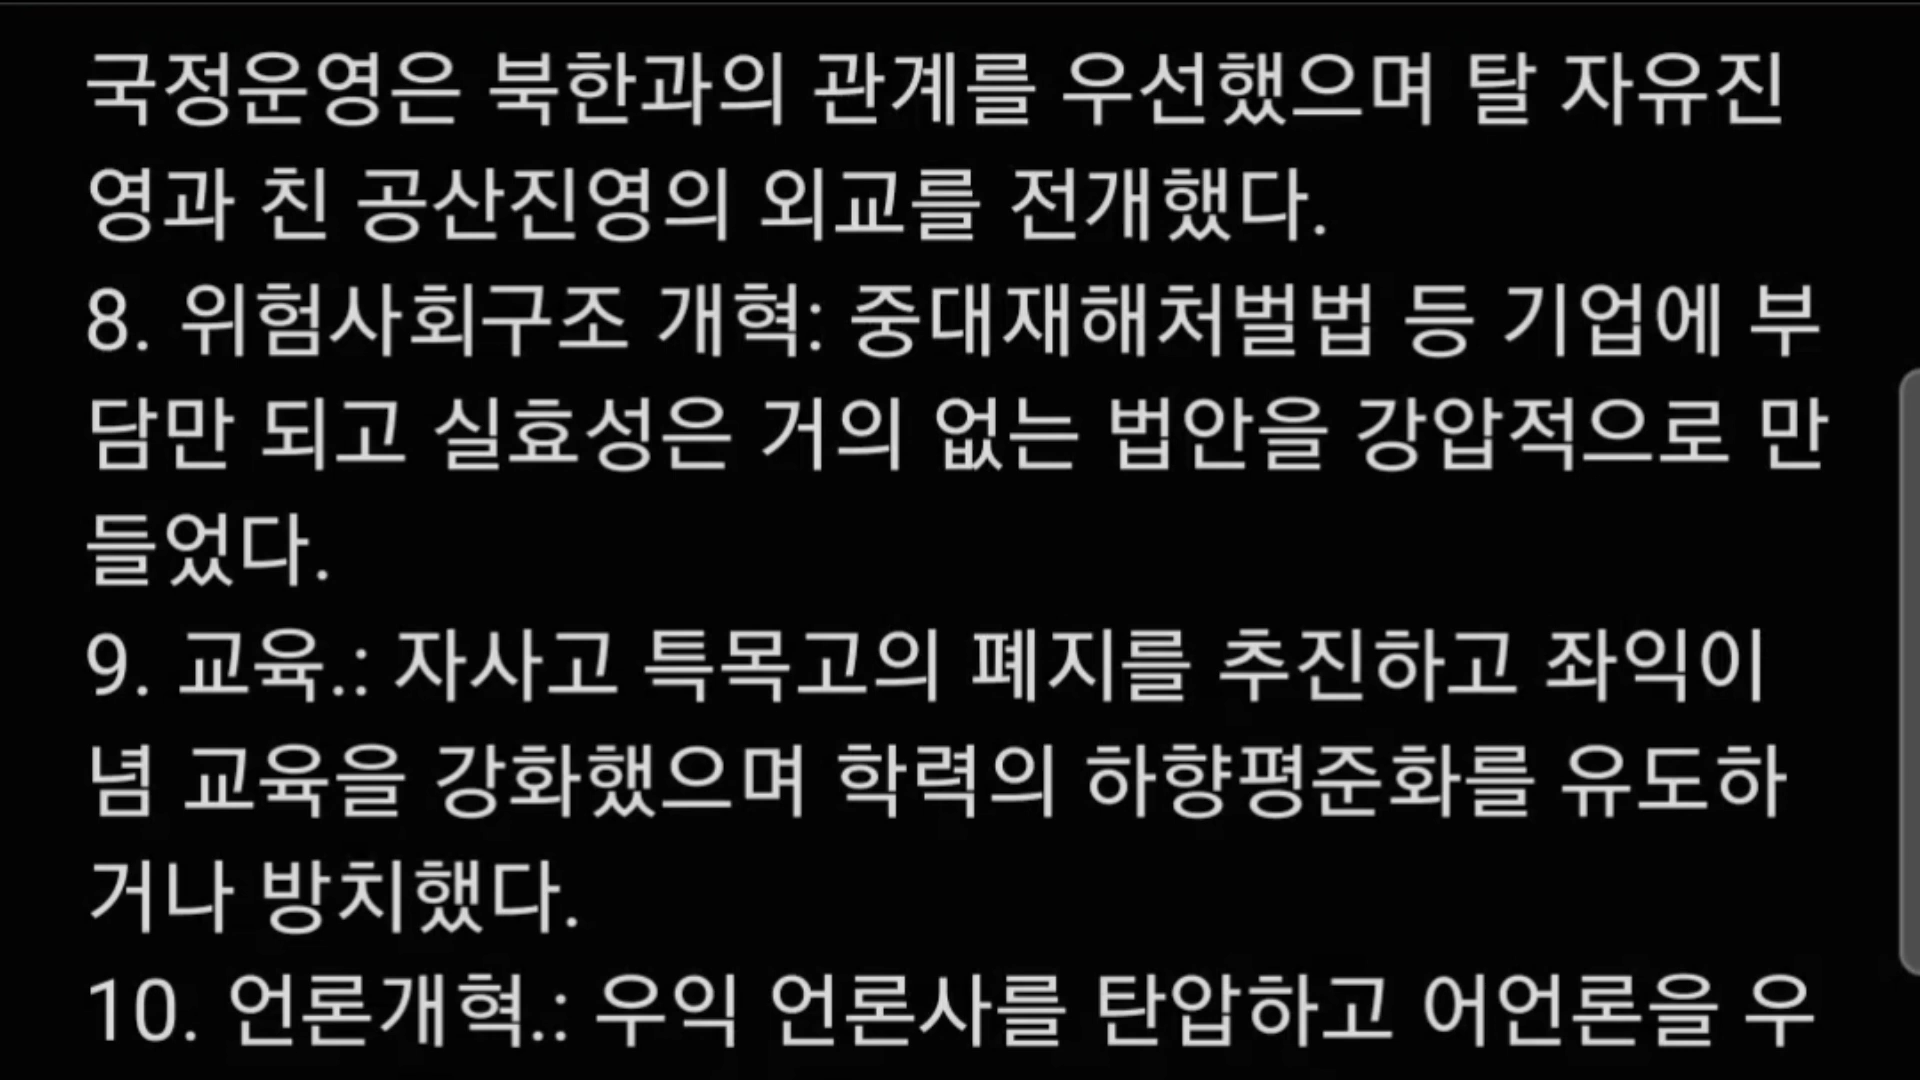 국정운영은 북한과의 관계를 우선했으며 탈 자유진
영과 친 공산진영의 외교를 전개했다.
8. 위험사회구조 개혁: 중대재해처벌법 등 기업에 부
담만 되고 실효성은 거의 없는 법안을 강압적으로 만
들었다.
9. 교육.: 자사고 특목고의 폐지를 추진하고 좌익이
념 교육을 강화했으며 학력의 하향평준화를 유도하
거나 방치했다.
10. 언론개혁.: 우익 언론사를 탄압하고 어언론을 우